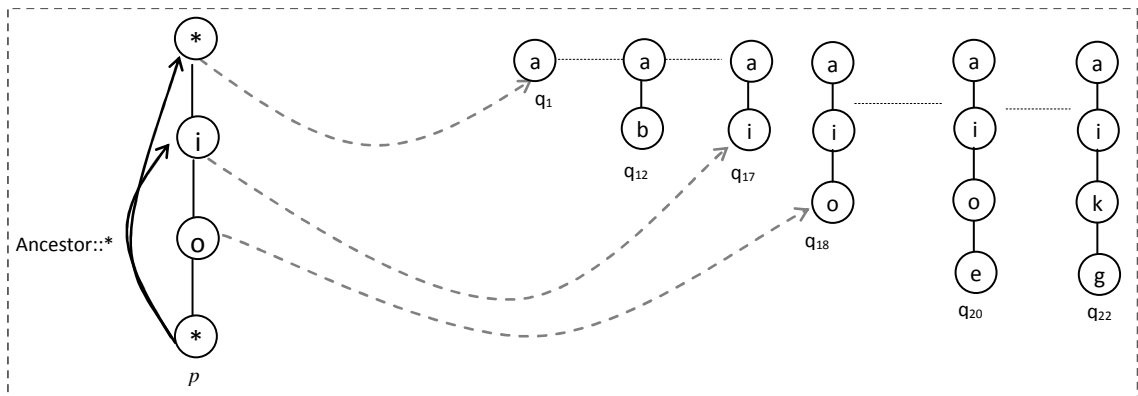 * a a a a a a
q₁
i b i i i i
q₁₂ q₁₇
o o o k
q₁₈
Ancestor::*
e g
q₂₀ q₂₂
*
p